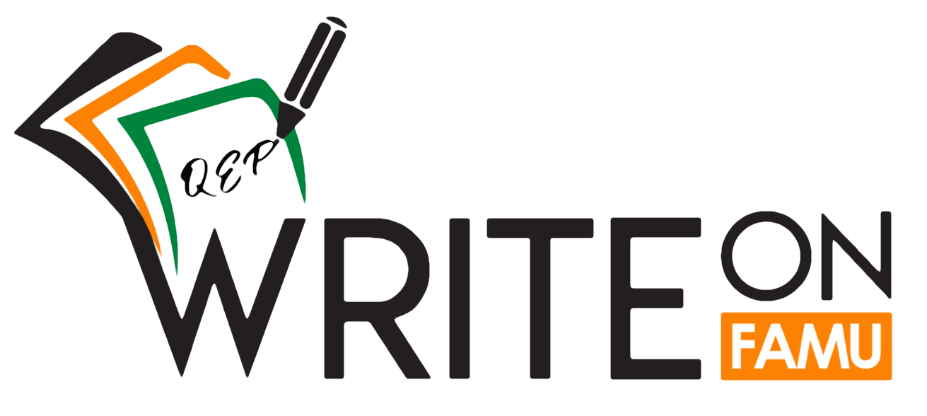 QEP
WRITE ON
FAMU